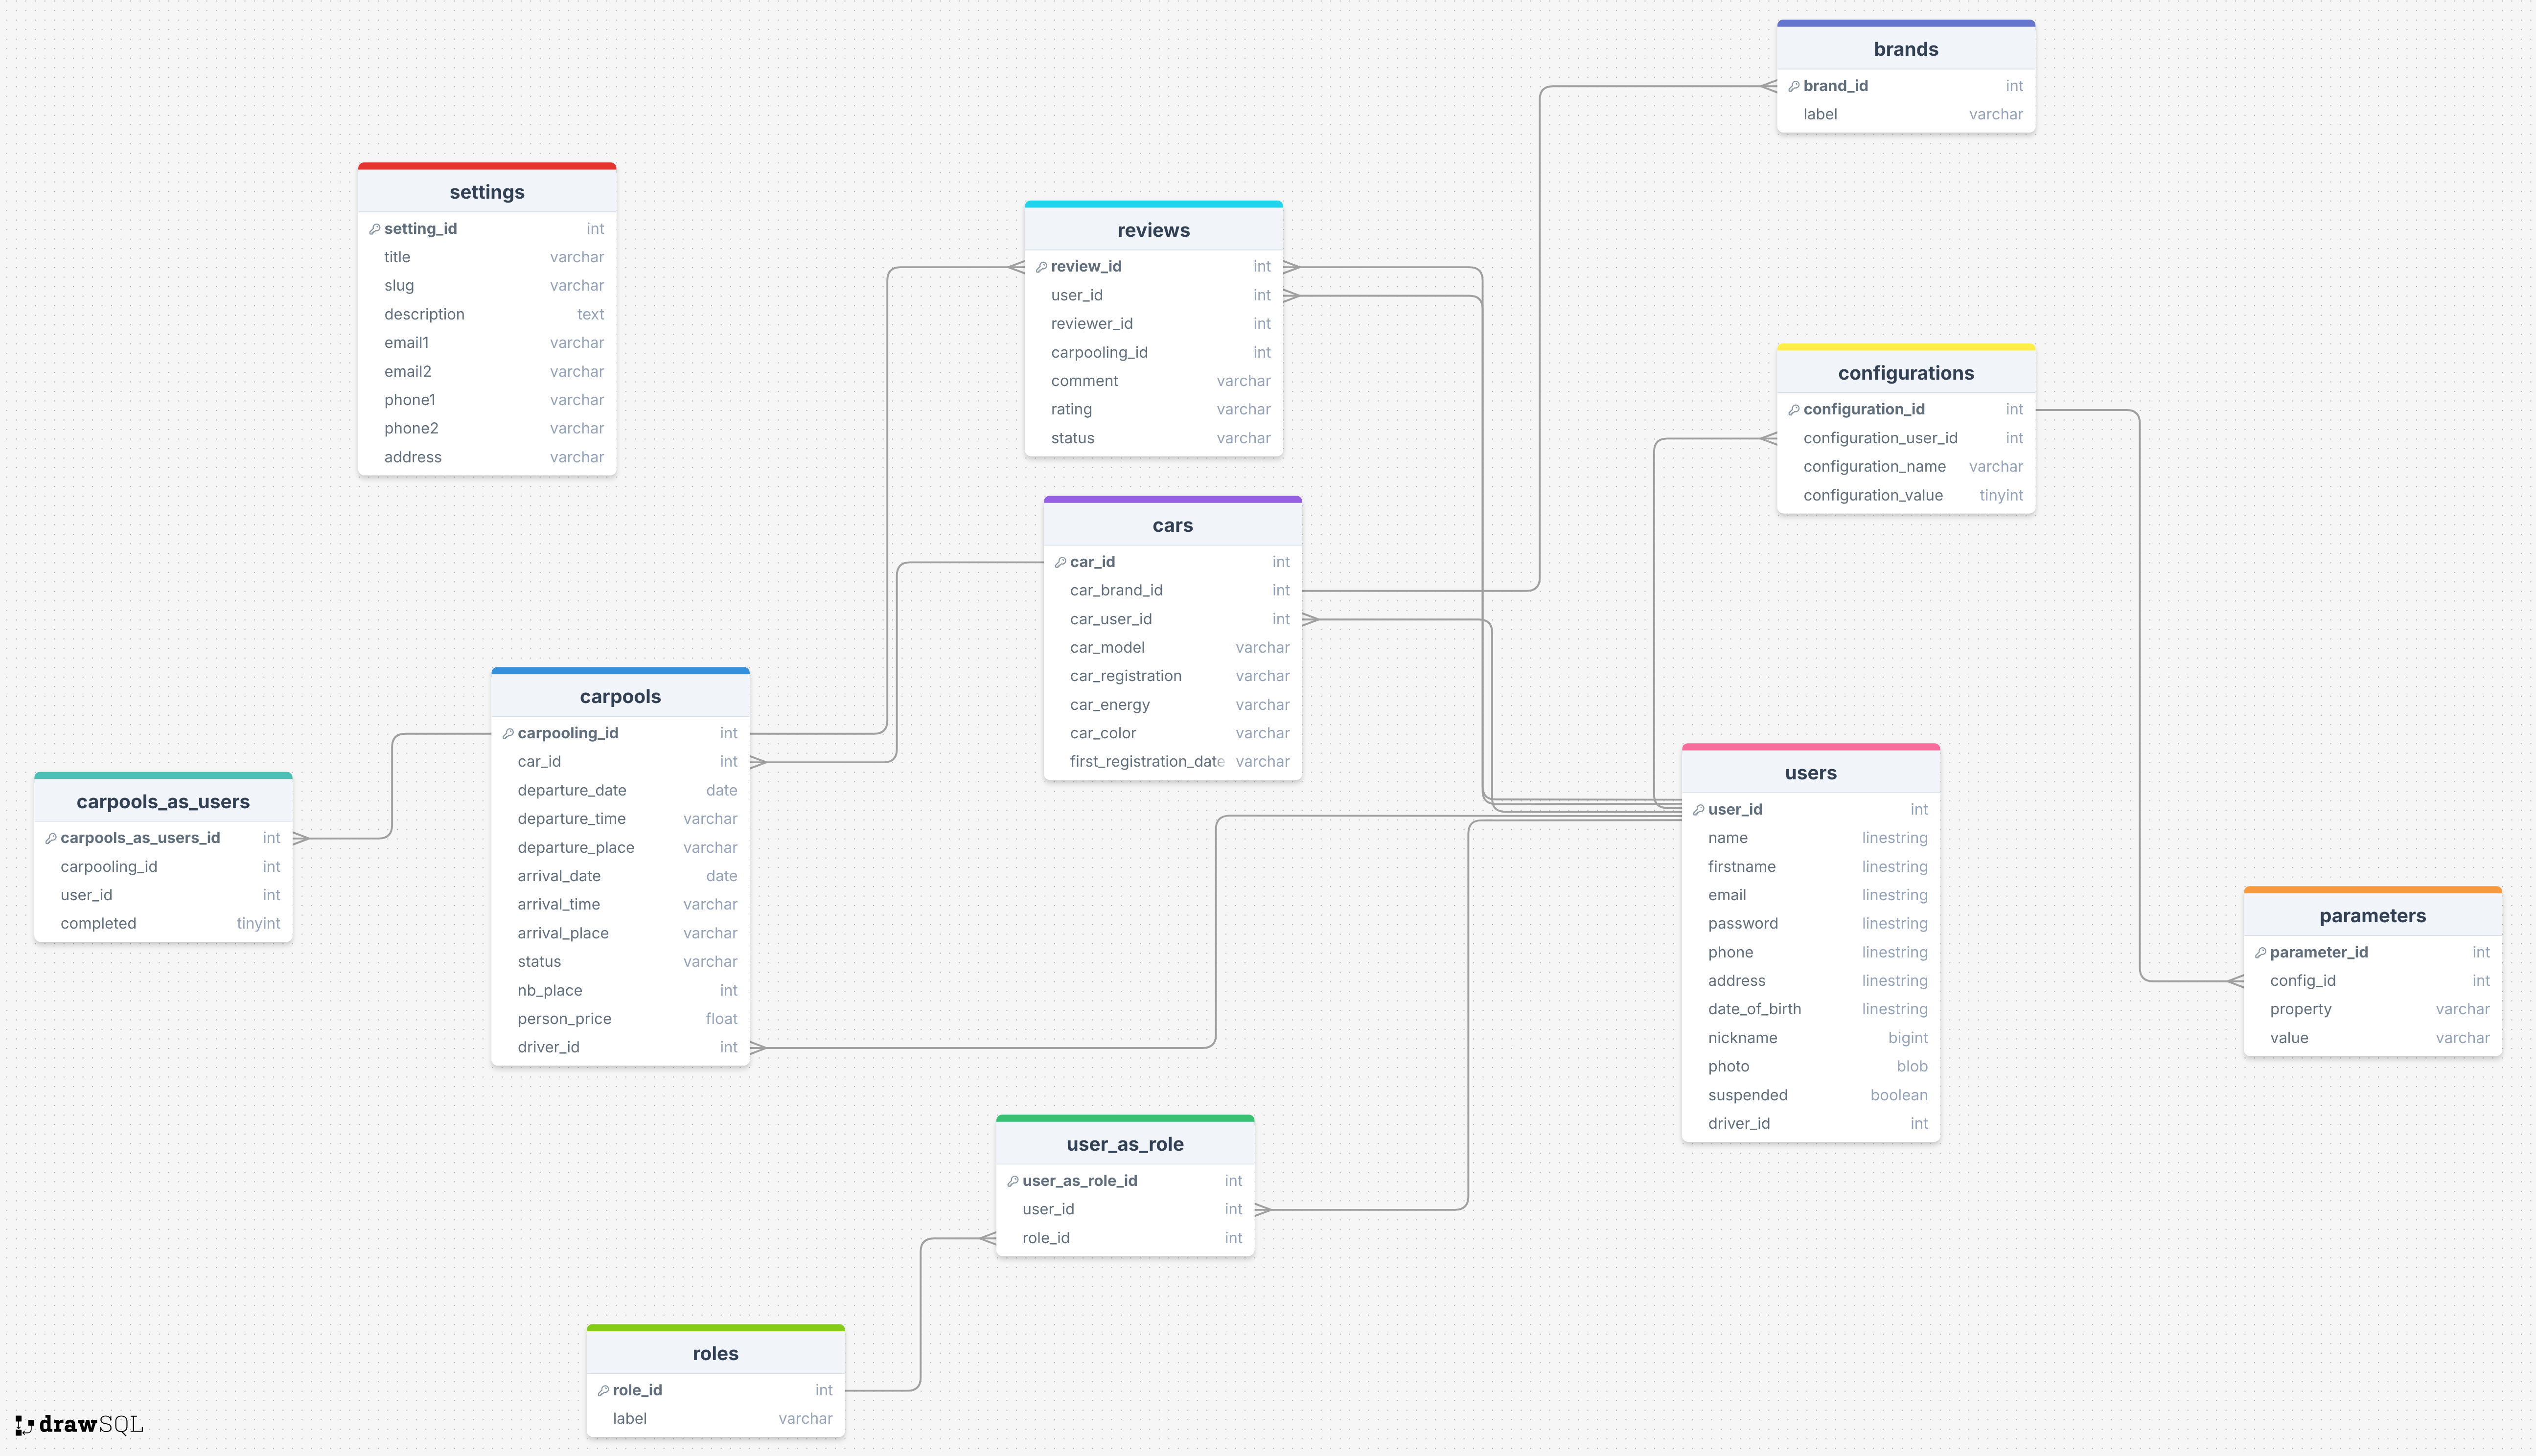 brands
brand_id int
label varchar
settings
setting_id int
title varchar
slug varchar
description text
email1 varchar
email2 varchar
phone1 varchar
phone2 varchar
address varchar
reviews
review_id int
user_id int
reviewer_id int
carpooling_id int
comment varchar
rating varchar
status varchar
configurations
configuration_id int
configuration_user_id int
configuration_name varchar
configuration_value tinyint
cars
car_id int
car_brand_id int
car_user_id int
car_model varchar
car_registration varchar
car_energy varchar
car_color varchar
first_registration_date varchar
carpools
carpooling_id int
car_id int
departure_date date
departure_time varchar
departure_place varchar
arrival_date date
arrival_time varchar
arrival_place varchar
status varchar
nb_place int
person_price float
driver_id int
carpools_as_users
carpools_as_users_id int
carpooling_id int
user_id int
completed tinyint
users
user_id int
name linestring
firstname linestring
email linestring
password linestring
phone linestring
address linestring
date_of_birth linestring
nickname bigint
photo blob
suspended boolean
driver_id int
parameters
parameter_id int
config_id int
property varchar
value varchar
user_as_role
user_as_role_id int
user_id int
role_id int
roles
role_id int
label varchar
drawSQL